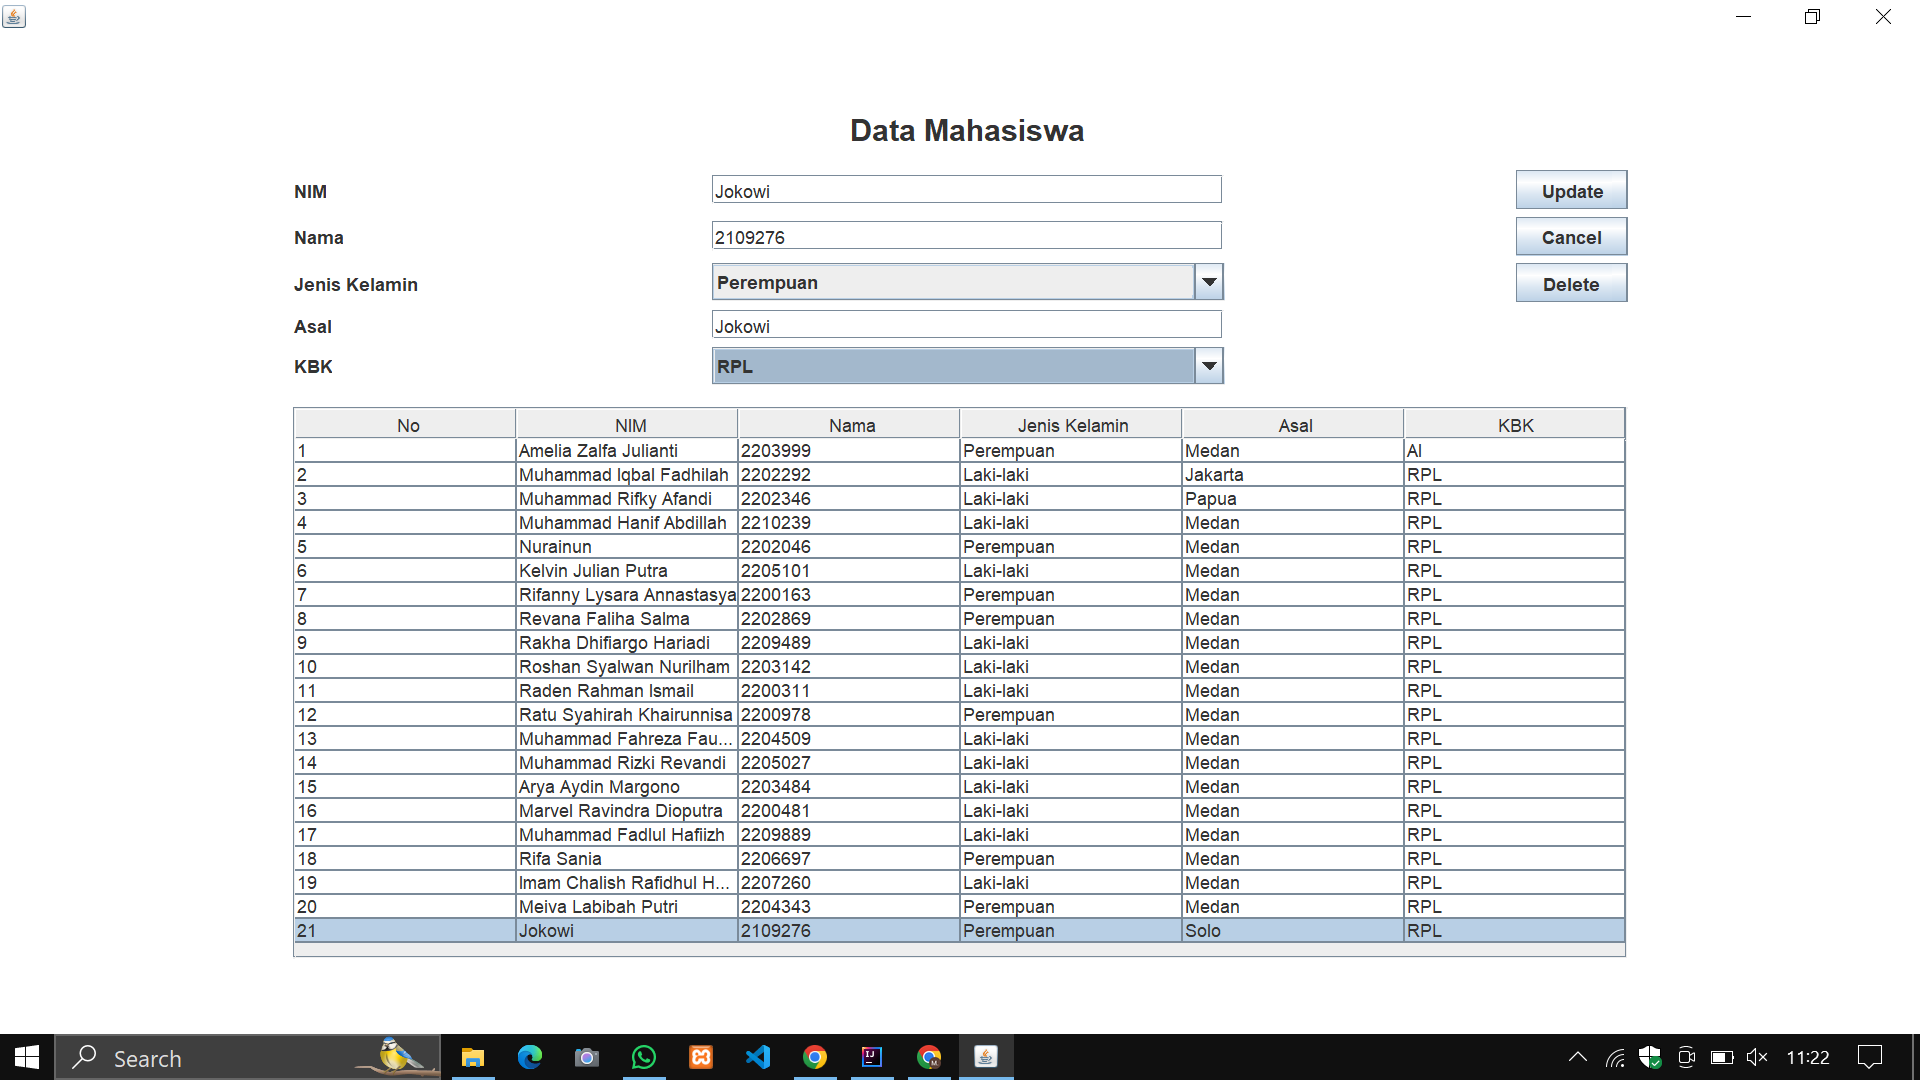 Data Mahasiswa
NIM Jokowi Update
Nama 2109276 Cancel
Jenis Kelamin Perempuan Delete
Asal Jokowi
KBK RPL
No NIM Nama Jenis Kelamin Asal KBK
1 Amelia Zalfa Julianti 2203999 Perempuan Medan AI
2 Muhammad Iqbal Fadhilah 2202292 Laki-laki Jakarta RPL
3 Muhammad Rifky Afandi 2202346 Laki-laki Papua RPL
4 Muhammad Hanif Abdillah 2210239 Laki-laki Medan RPL
5 Nurainun 2202046 Perempuan Medan RPL
6 Kelvin Julian Putra 2205101 Laki-laki Medan RPL
7 Rifanny Lysara Annastasya 2200163 Perempuan Medan RPL
8 Revana Faliha Salma 2202869 Perempuan Medan RPL
9 Rakha Dhifiargo Hariadi 2209489 Laki-laki Medan RPL
10 Roshan Syalwan Nurilham 2203142 Laki-laki Medan RPL
11 Raden Rahman Ismail 2200311 Laki-laki Medan RPL
12 Ratu Syahirah Khairunnisa 2200978 Perempuan Medan RPL
13 Muhammad Fahreza Fau... 2204509 Laki-laki Medan RPL
14 Muhammad Rizki Revandi 2205027 Laki-laki Medan RPL
15 Arya Aydin Margono 2203484 Laki-laki Medan RPL
16 Marvel Ravindra Dioputra 2200481 Laki-laki Medan RPL
17 Muhammad Fadlul Hafiizh 2209889 Laki-laki Medan RPL
18 Rifa Sania 2206697 Perempuan Medan RPL
19 Imam Chalish Rafidhul H... 2207260 Laki-laki Medan RPL
20 Meiva Labibah Putri 2204343 Perempuan Medan RPL
21 Jokowi 2109276 Perempuan Solo RPL
Search 11:22